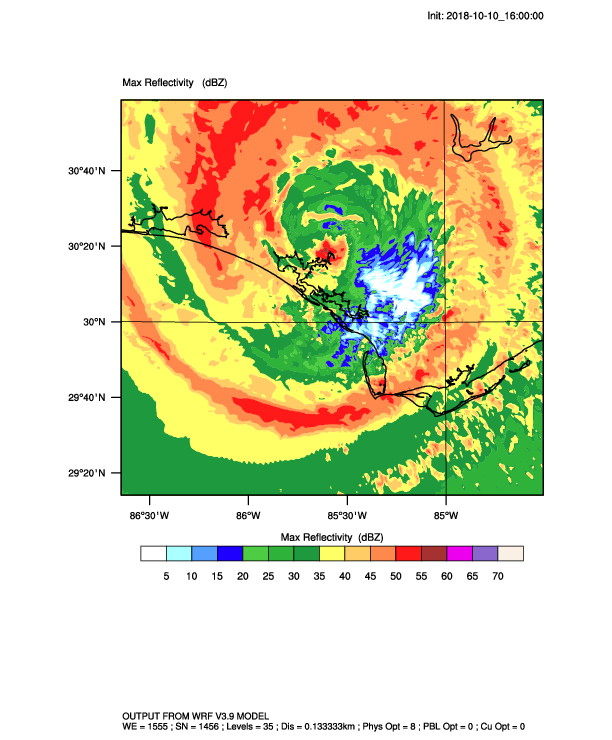 Init: 2018-10-10_16:00:00
Max Reflectivity (dBZ)
30°40'N
30°20'N
30°N
29°40'N
29°20'N
86°30'W 86°W 85°30'W 85°W
Max Reflectivity (dBZ)
5 10 15 20 25 30 35 40 45 50 55 60 65 70
OUTPUT FROM WRF V3.9 MODEL
WE = 1555 ; SN = 1456 ; Levels = 35 ; Dis = 0.133333km ; Phys Opt = 8 ; PBL Opt = 0 ; Cu Opt = 0